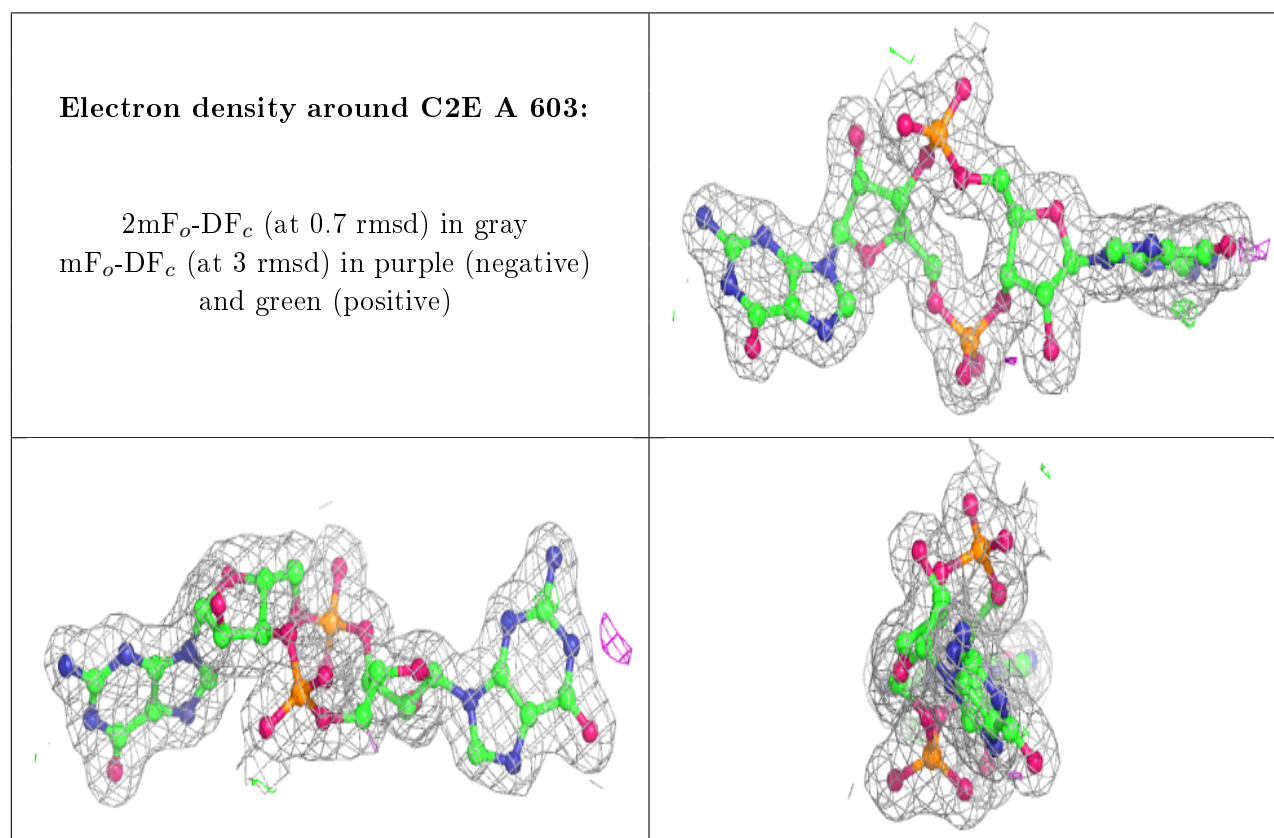 Electron density around C2E A 603:
2mFo-DFc (at 0.7 rmsd) in gray
mFo-DFc (at 3 rmsd) in purple (negative)
and green (positive)